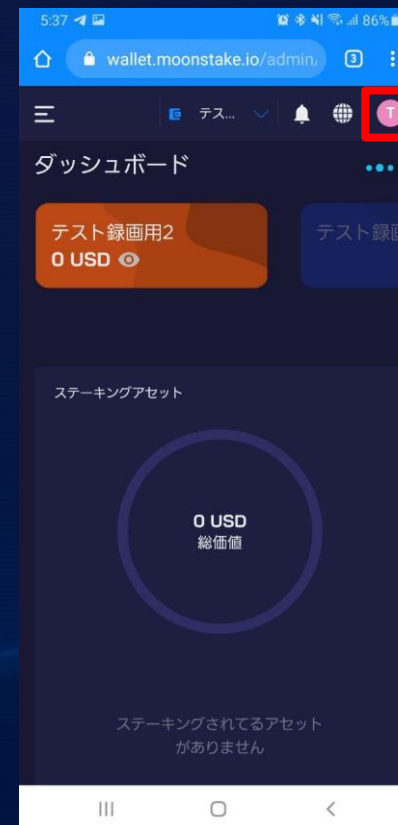 5:37 86%
wallet.moonstake.io/admin, 3
テス... T
ダッシュボード
テスト録画用2 テスト録画
0 USD
ステーキングアセット
0 USD
総価値
ステーキングされてるアセット
がありません